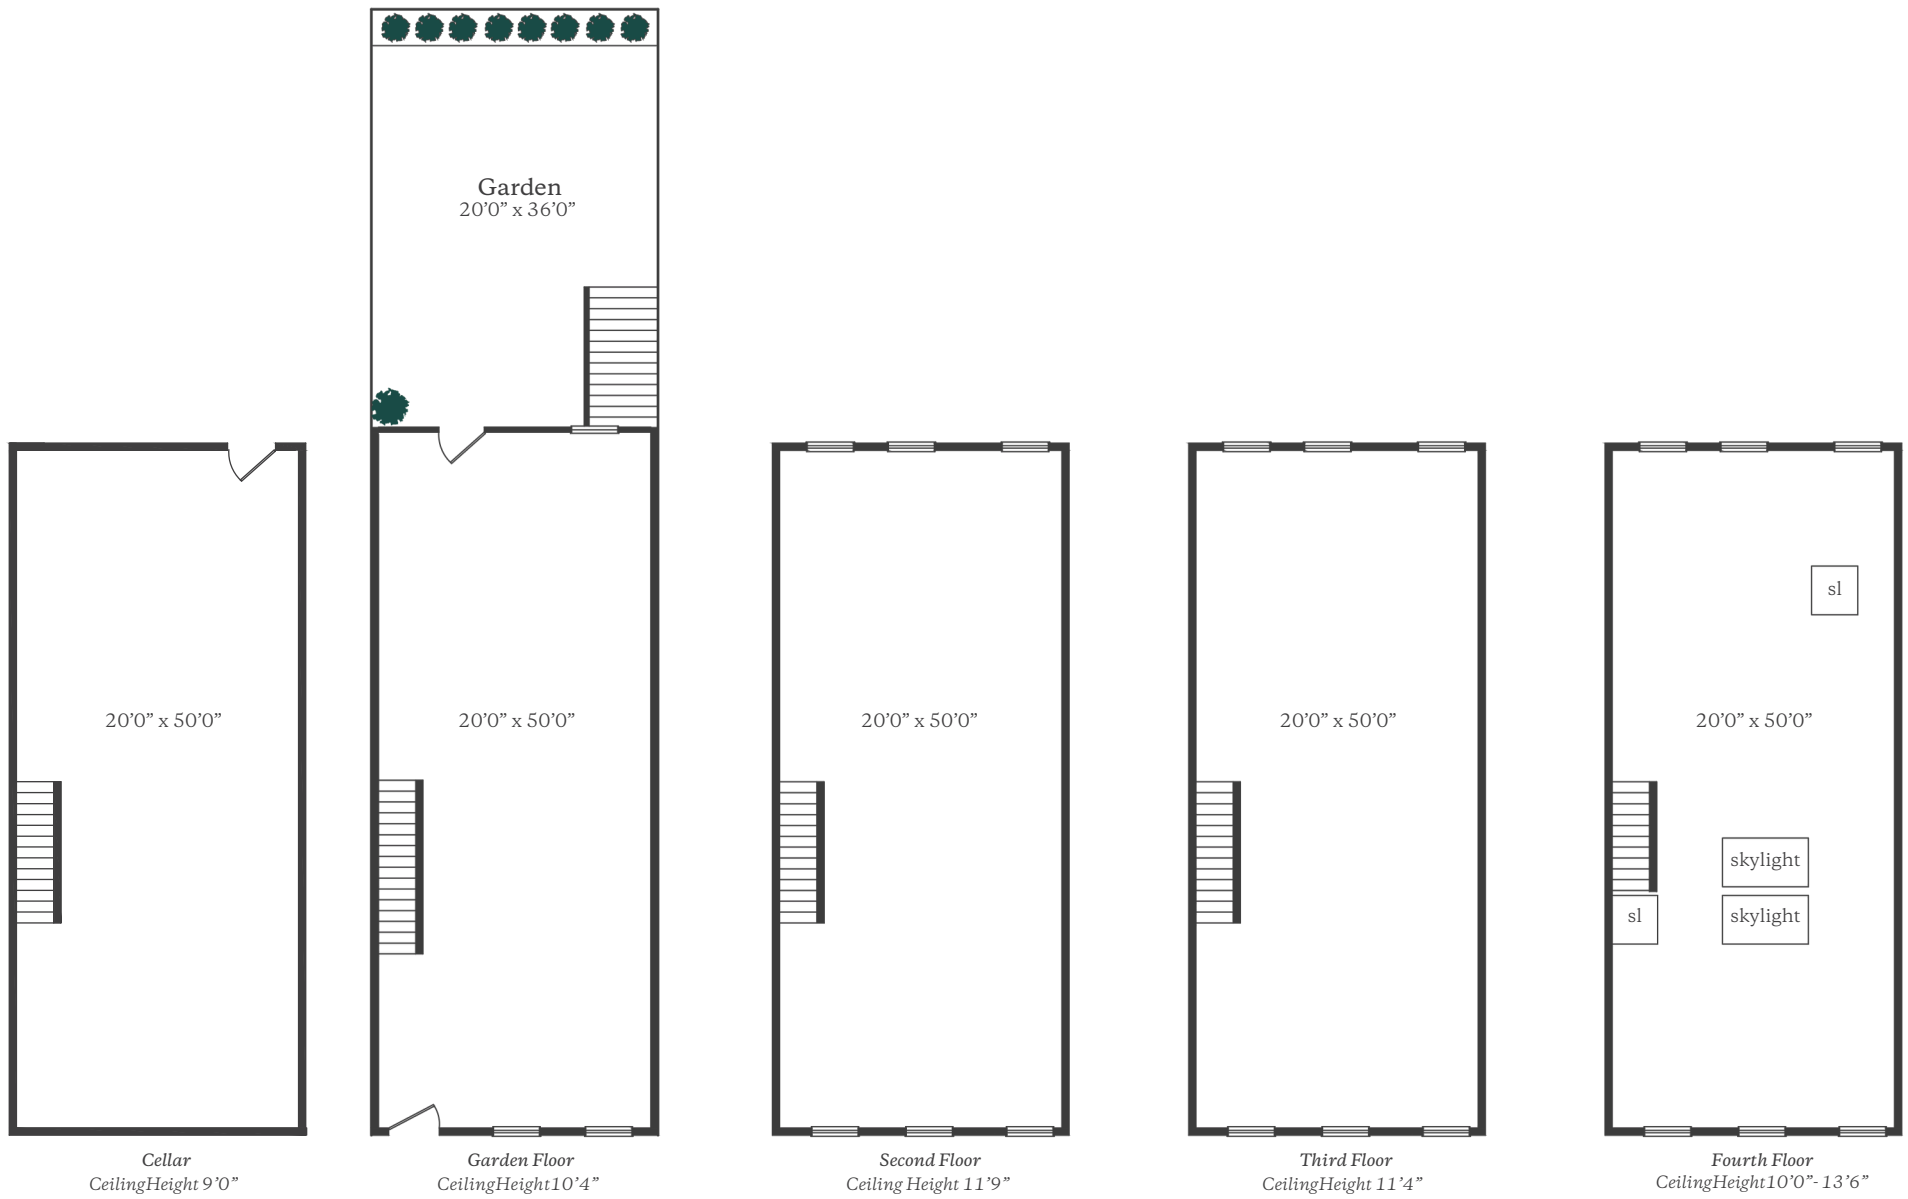 Garden
20’0” x 36’0”
20’0” x 50’0”
20’0” x 50’0”
20’0” x 50’0”
20’0” x 50’0”
20’0” x 50’0”
sl
skylight
sl
skylight
Cellar
CeilingHeight 9’0”
Garden Floor
CeilingHeight10’4”
Second Floor
Ceiling Height 11’9”
Third Floor
CeilingHeight 11’4”
Fourth Floor
CeilingHeight10’0”- 13’6”